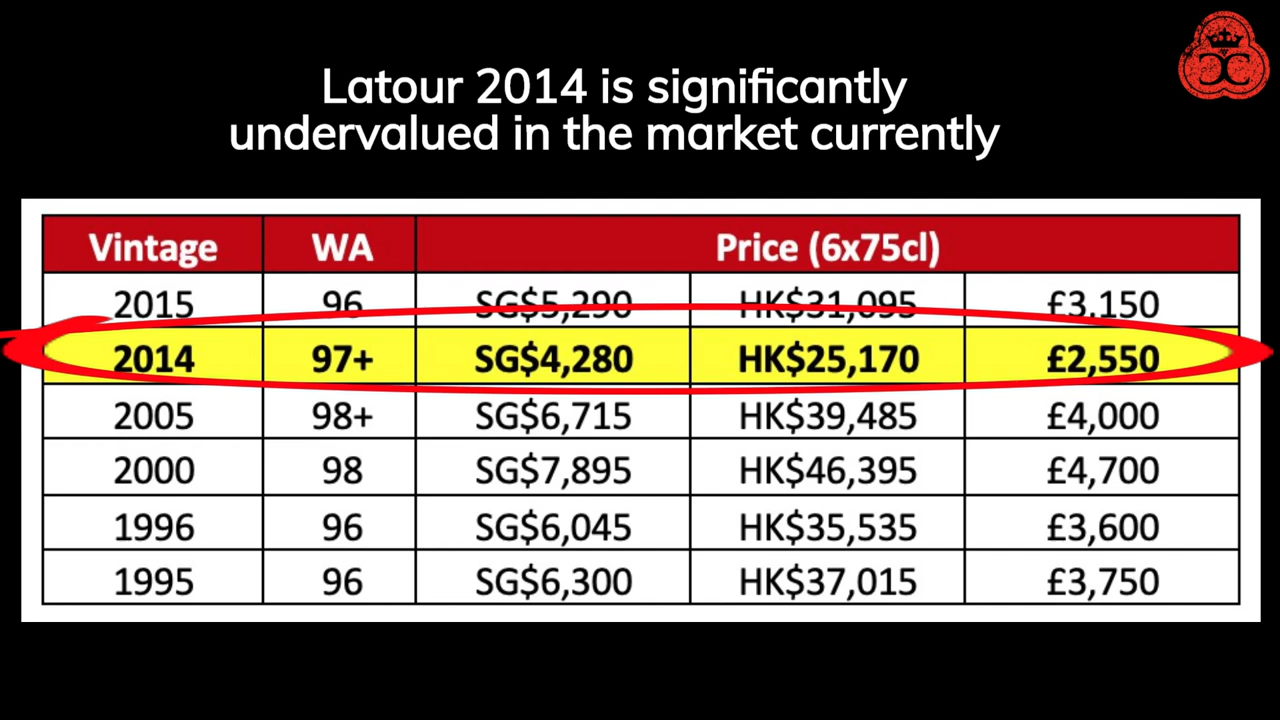 Latour 2014 is significantly
undervalued in the market currently
Vintage WA Price (6x75cl)
2015 96 SG$5,290 HK$31,095 £3,150
2014 97+ SG$4,280 HK$25,170 £2,550
2005 98+ SG$6,715 HK$39,485 £4,000
2000 98 SG$7,895 HK$46,395 £4,700
1996 96 SG$6,045 HK$35,535 £3,600
1995 96 SG$6,300 HK$37,015 £3,750